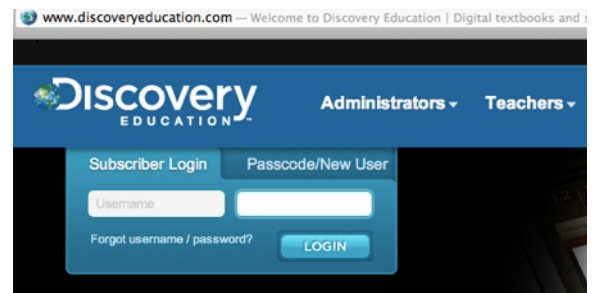 www.discoveryeducation.com — Welcome to Discovery Education | Digital textbooks and
Discovery
EDUCATION
Administrators
Teachers
Subscriber Login
Passcode/New User
Username
Forgot username / password?
LOGIN